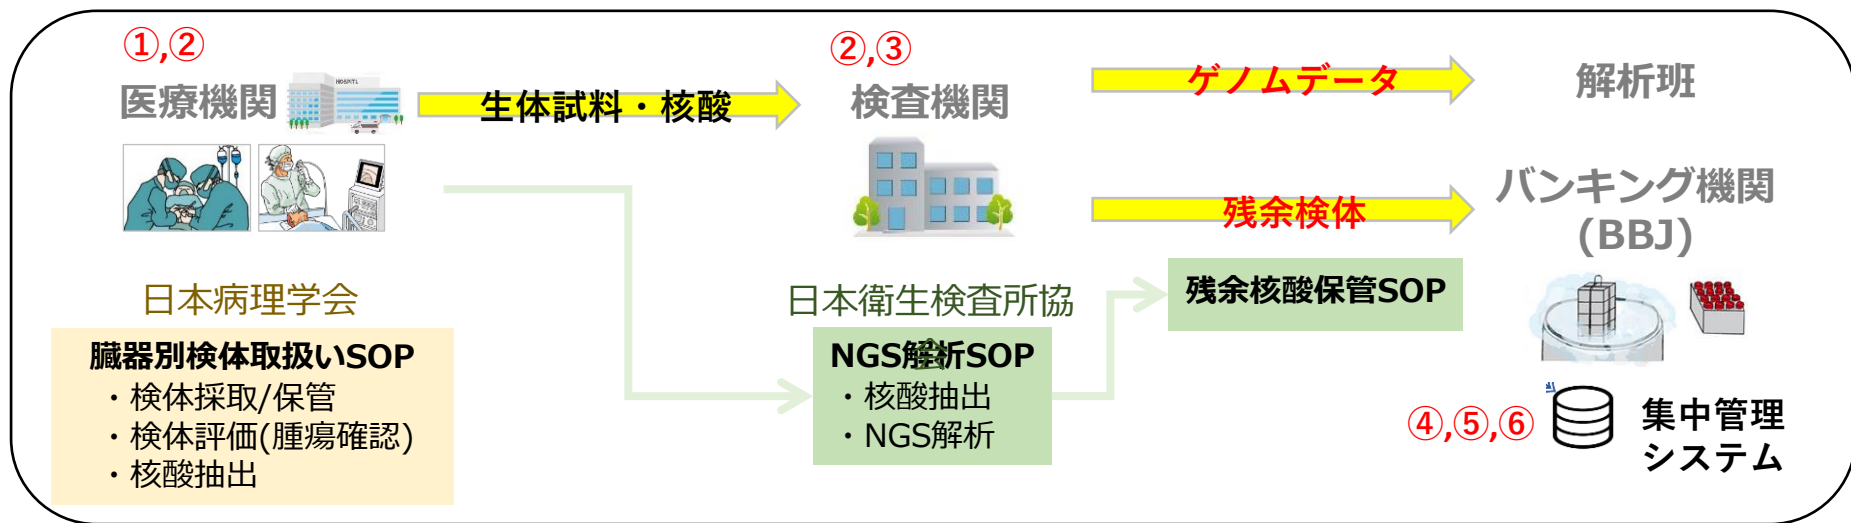 ①,②
医療機関
HOSPITL
生体試料・核酸
②,③
検査機関
ゲノムデータ
解析班
残余検体
バンキング機関
(BBJ)
日本病理学会
臓器別検体取扱いSOP
・検体採取/保管
・検体評価(腫瘍確認)
・核酸抽出
日本衛生検査所協
会
NGS解析SOP
・核酸抽出
・NGS解析
残余核酸保管SOP
④,⑤,⑥
集中管理
システム